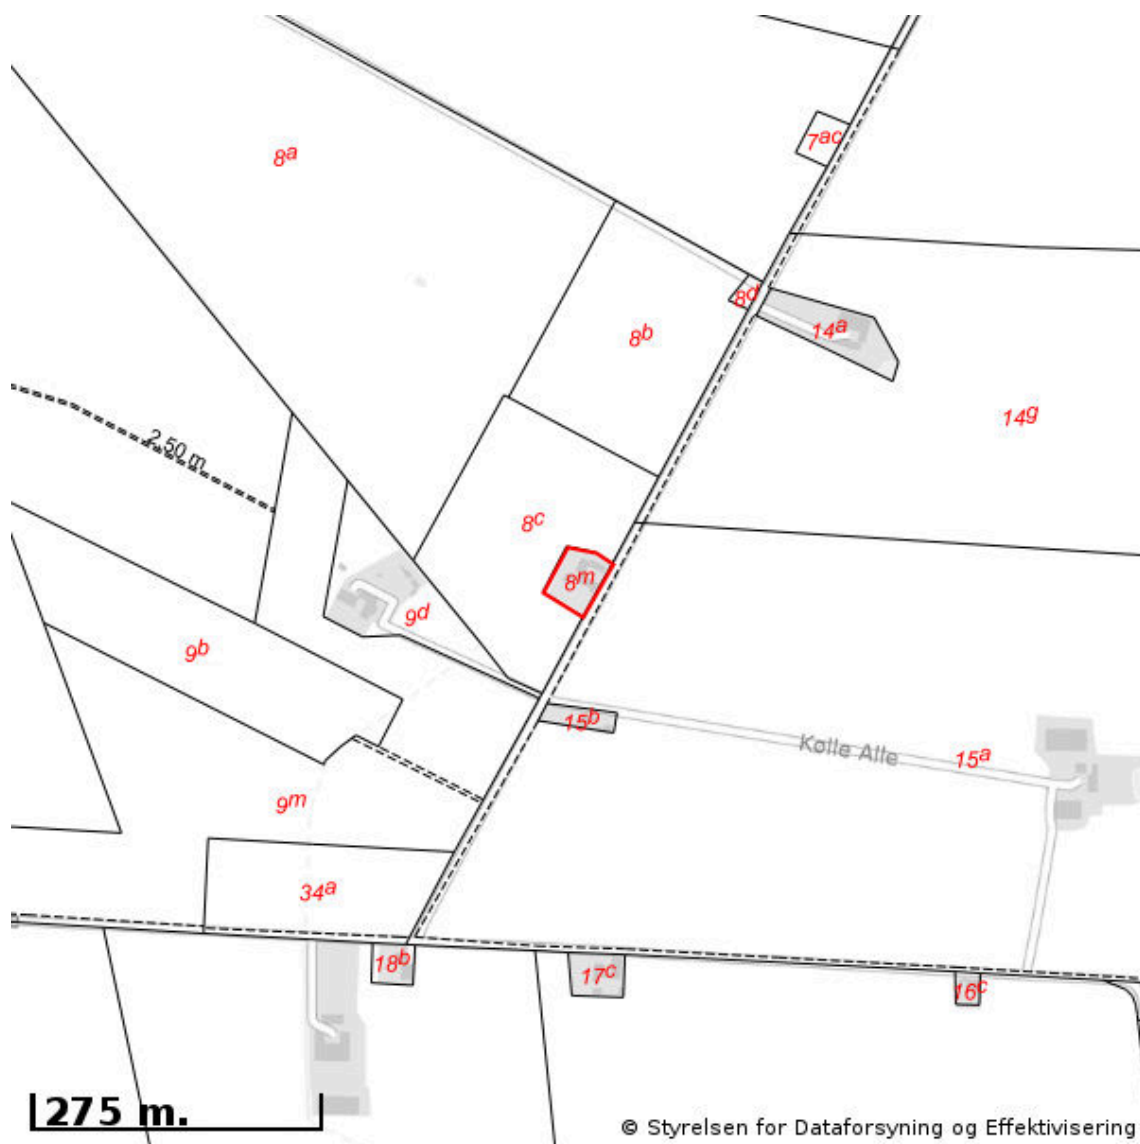 7ac
8a
8d
14a
8b
14g
2.50 m
8c
8m
9d
9b
15b
Kølle Alle
15a
9m
34a
18b
17c
16c
275 m.
© Styrelsen for Dataforsyning og Effektivisering